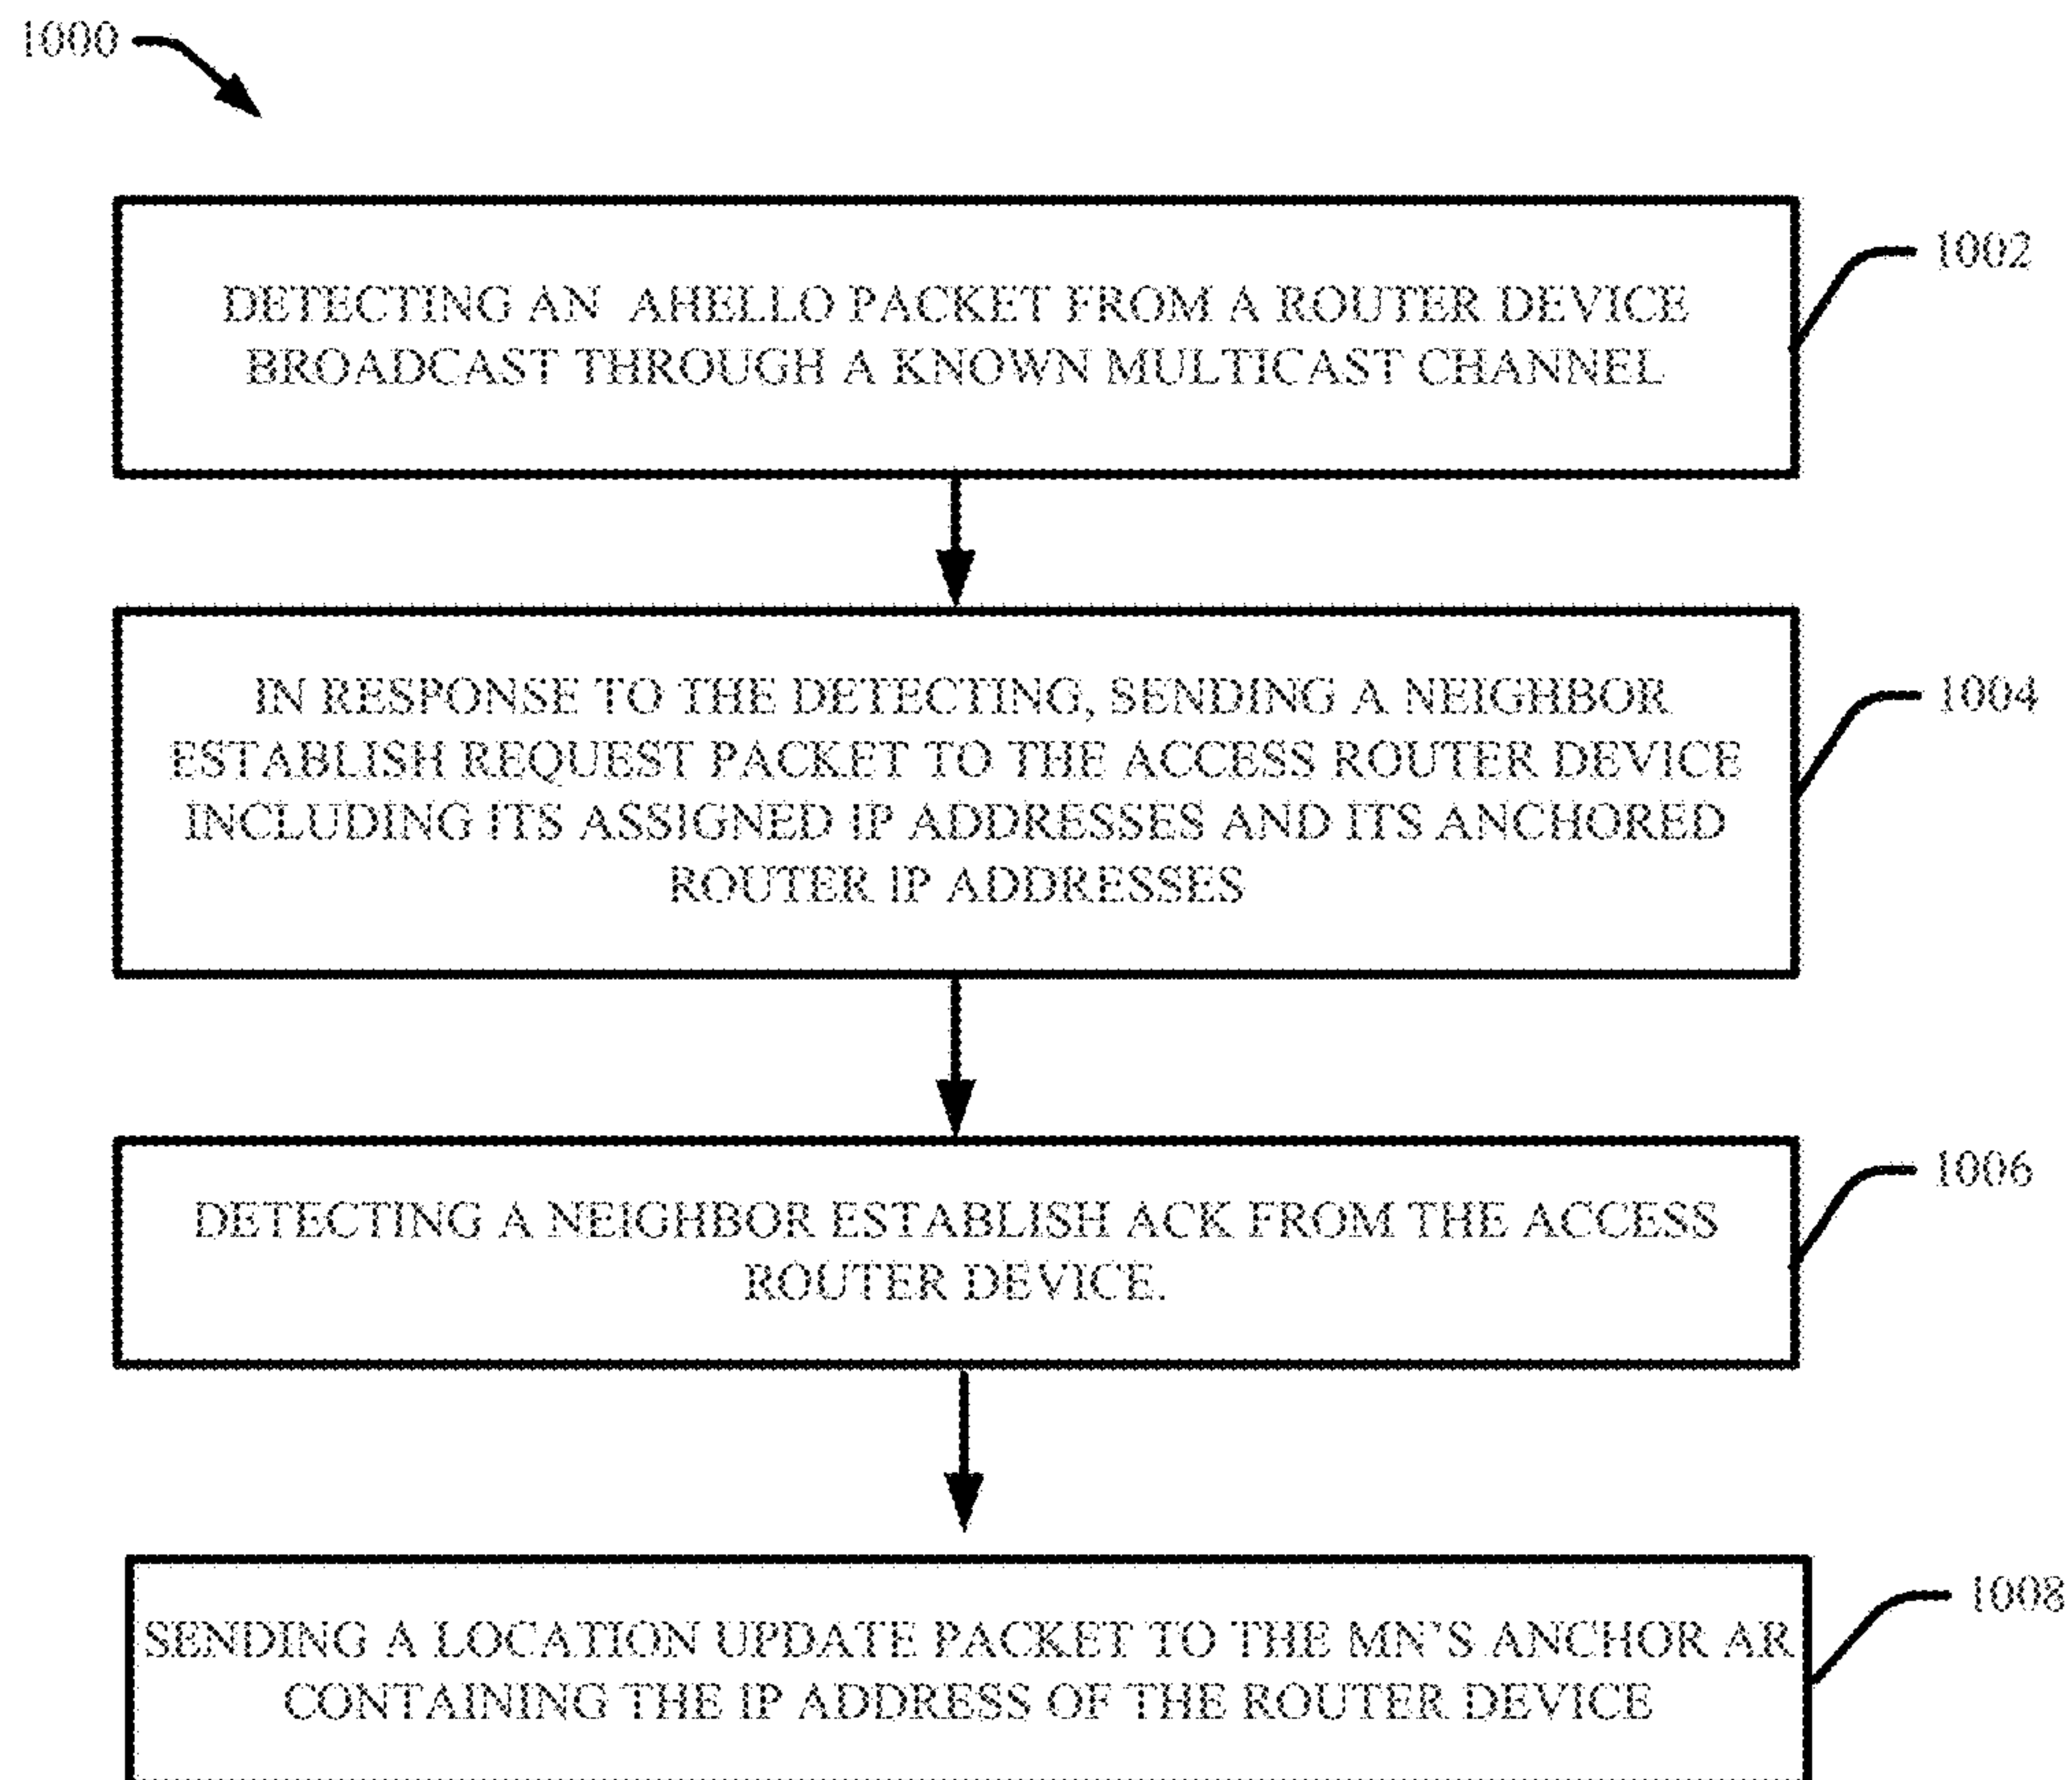 1000
DETECTING AN AHELLO PACKET FROM A ROUTER DEVICE
BROADCAST THROUGH A KNOWN MULTICAST CHANNEL
1002
IN RESPONSE TO THE DETECTING, SENDING A NEIGHBOR
ESTABLISH REQUEST PACKET TO THE ACCESS ROUTER DEVICE
INCLUDING ITS ASSIGNED IP ADDRESSES AND ITS ANCHORED
ROUTER IP ADDRESSES
1004
DETECTING A NEIGHBOR ESTABLISH ACK FROM THE ACCESS
ROUTER DEVICE.
1006
SENDING A LOCATION UPDATE PACKET TO THE MN'S ANCHOR AR
CONTAINING THE IP ADDRESS OF THE ROUTER DEVICE
1008